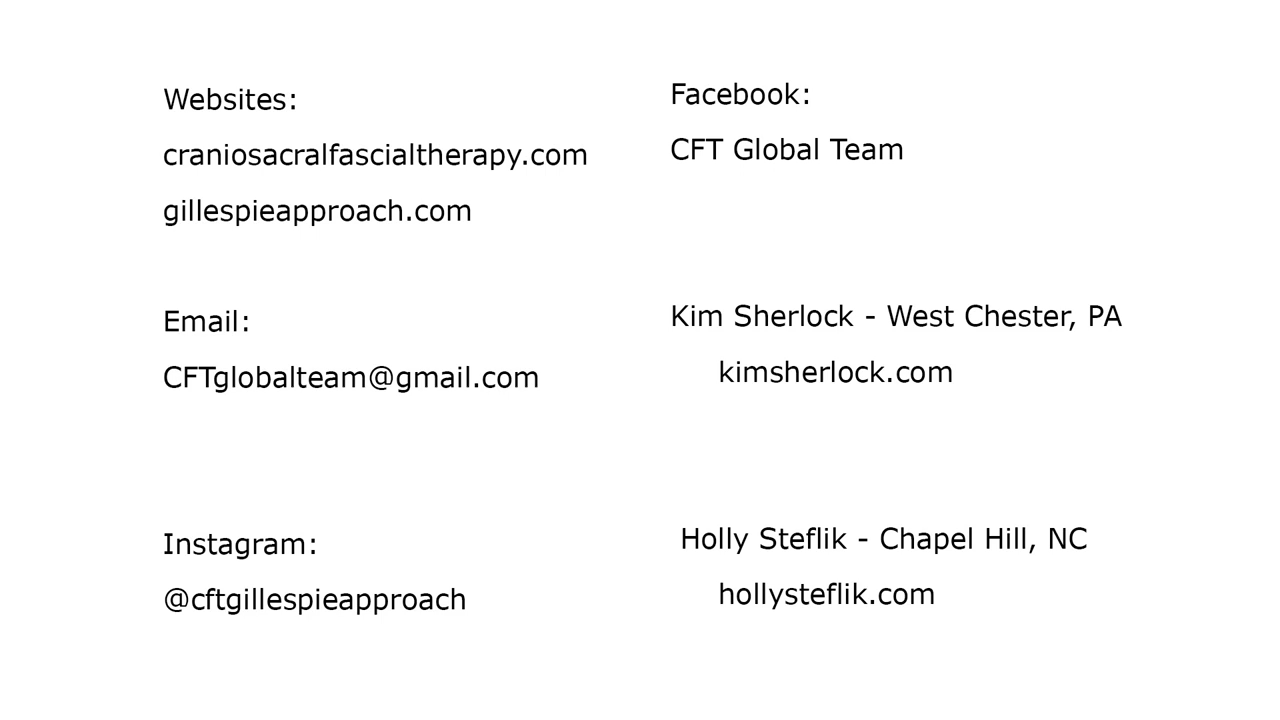 Websites:
craniosacralfascialtherapy.com
gillespieapproach.com
Email:
CFTglobalteam@gmail.com
Instagram:
@cftgillespieapproach
Facebook:
CFT Global Team
Kim Sherlock - West Chester, PA
kimsherlock.com
Holly Steflik - Chapel Hill, NC
hollysteflik.com